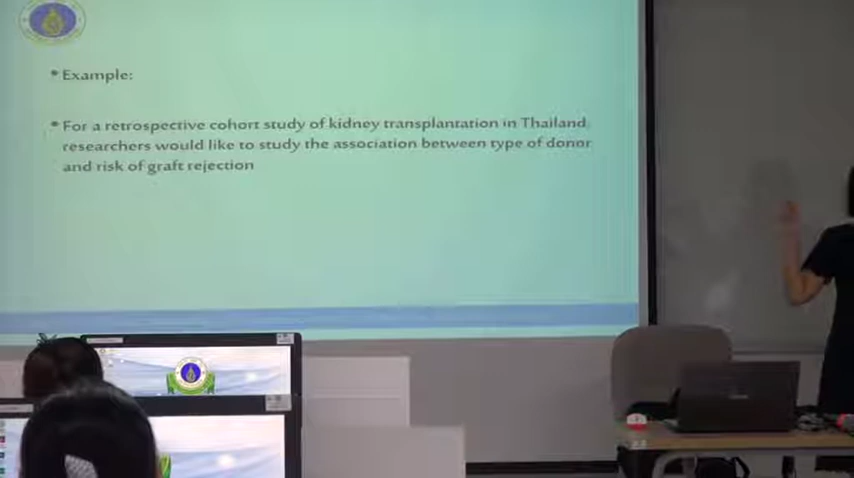 • Example:
• For a retrospective cohort study of kidney transplantation in Thailand,
researchers would like to study the association between type of donor
and risk of graft rejection